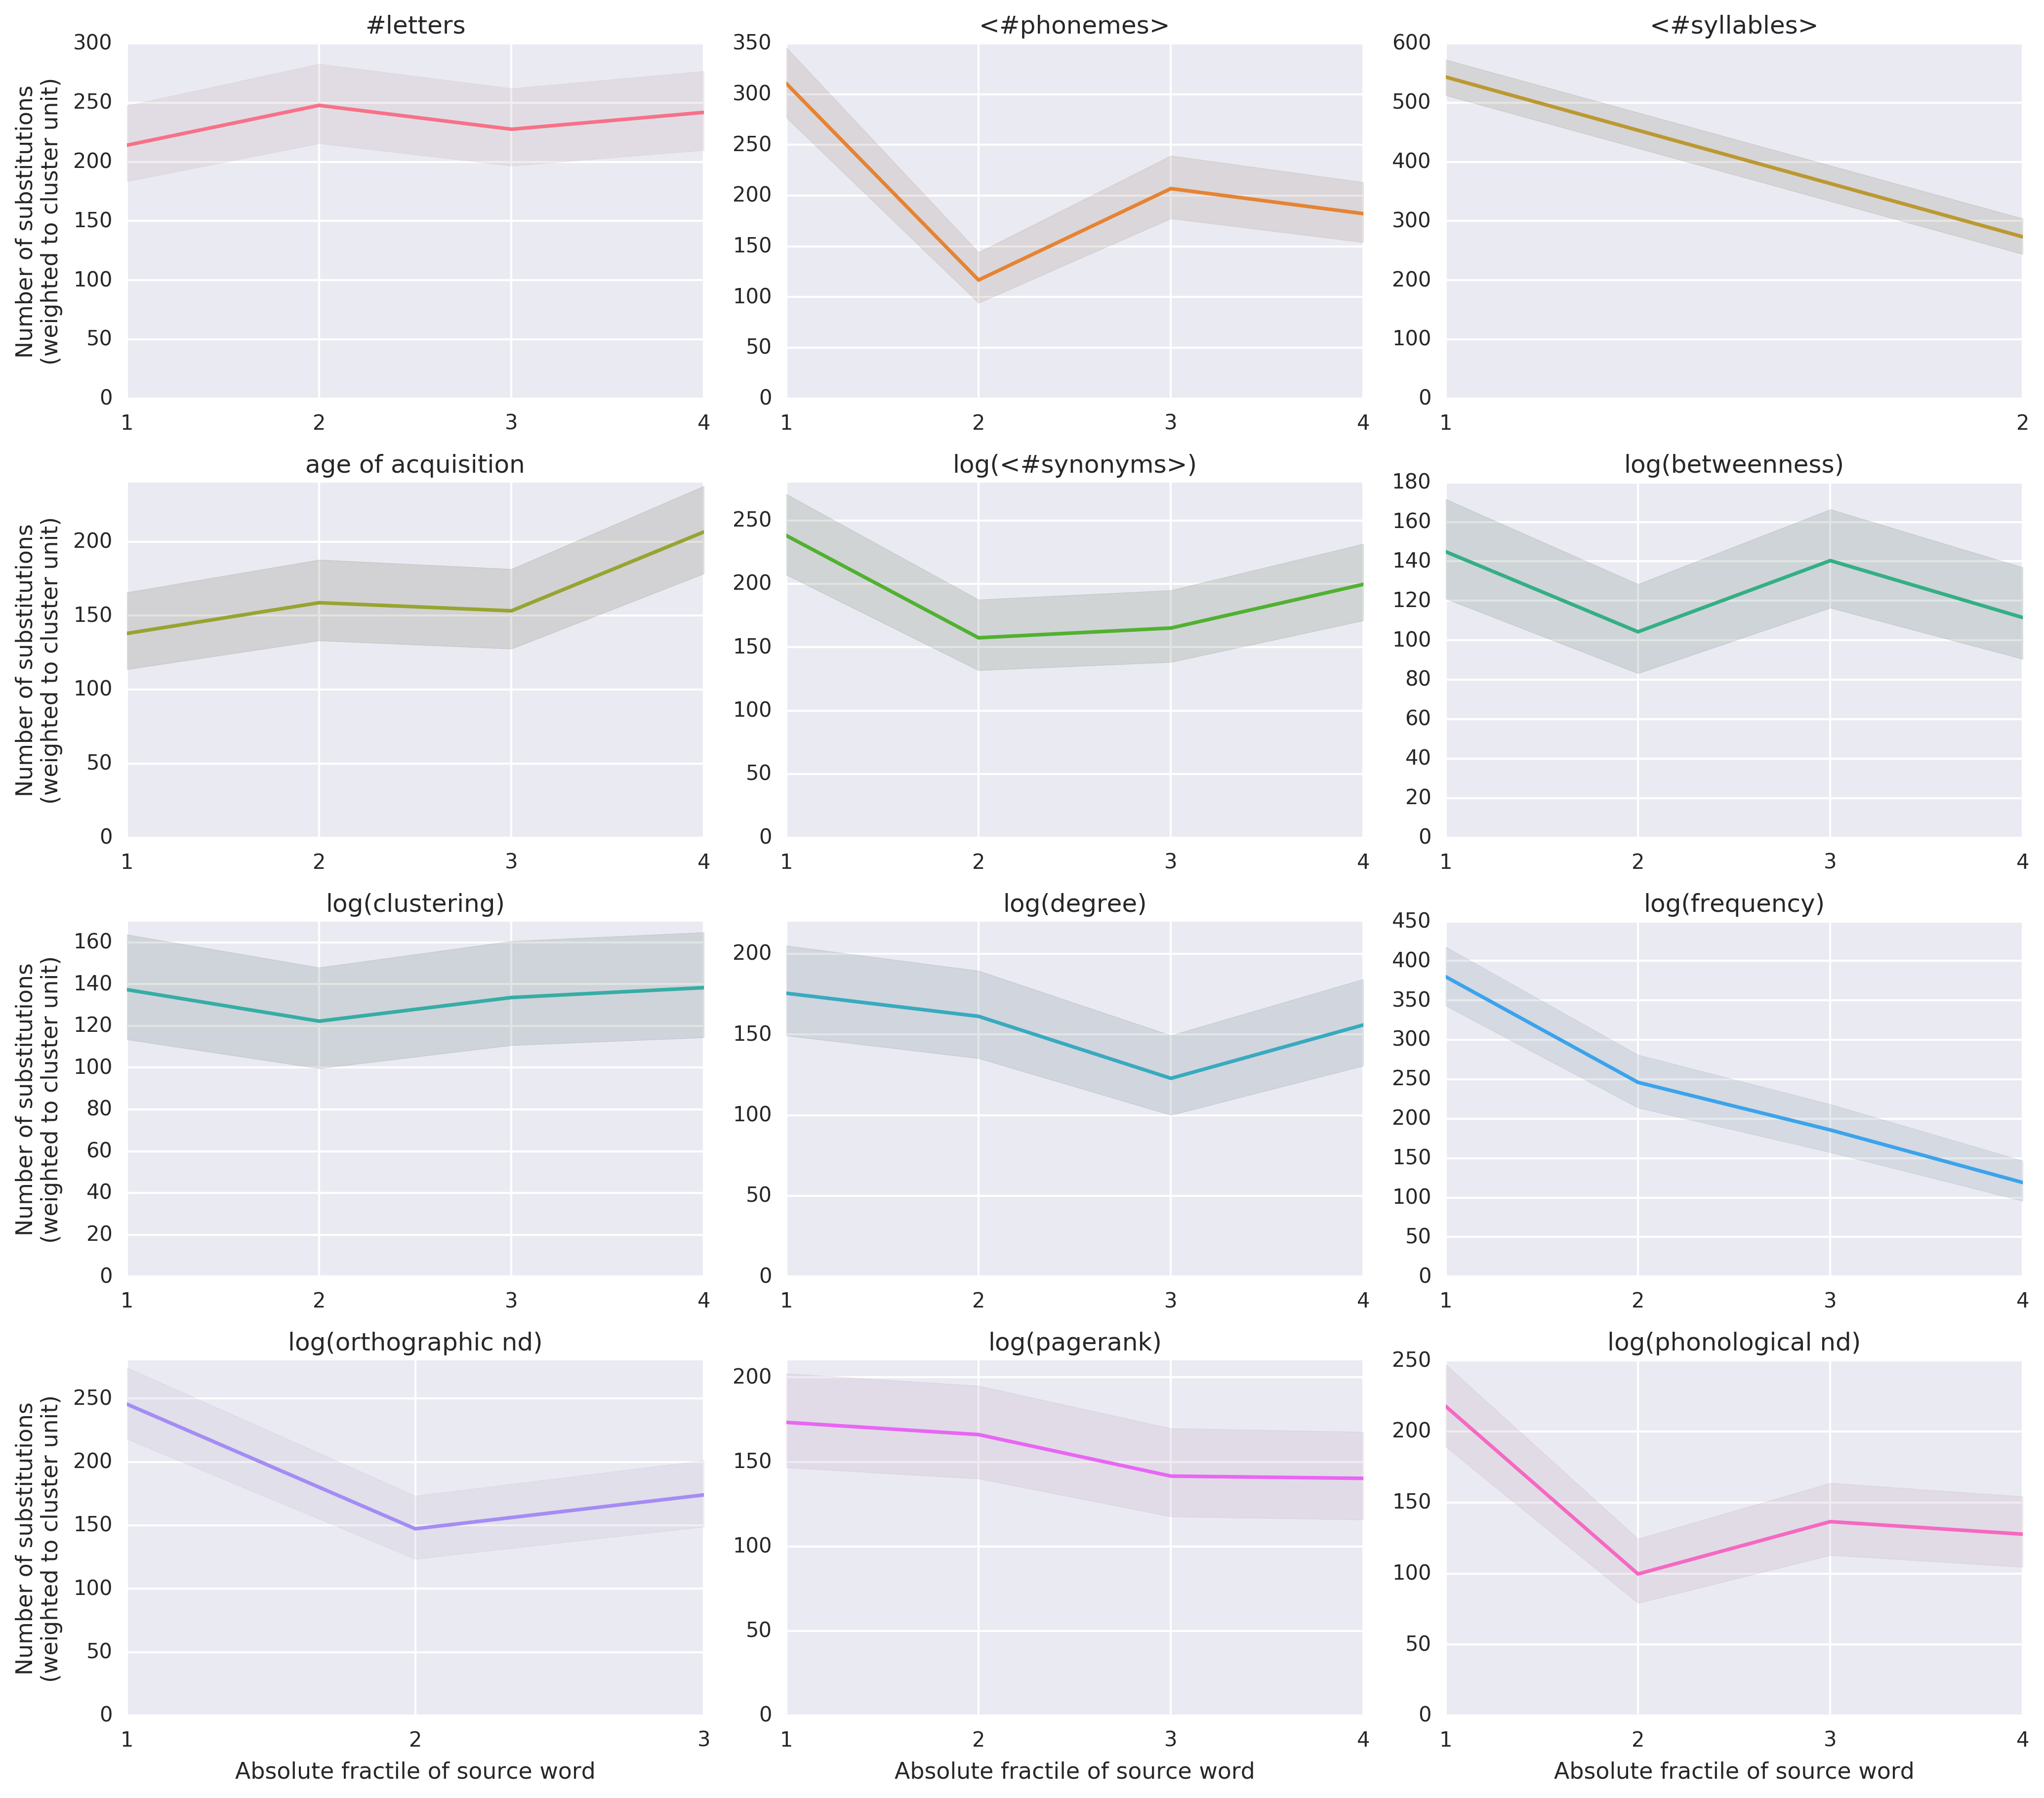 #letters
<#phonemes>
<#syllables>
Number of substitutions
(weighted to cluster unit)
300
250
200
150
100
50
0
1 2 3 4
350
300
250
200
150
100
50
0
1 2 3 4
600
500
400
300
200
100
0
1 2
age of acquisition
log(<#synonyms>)
log(betweenness)
Number of substitutions
(weighted to cluster unit)
200
150
100
50
0
1 2 3 4
250
200
150
100
50
0
1 2 3 4
180
160
140
120
100
80
60
40
20
0
1 2 3 4
log(clustering)
log(degree)
log(frequency)
Number of substitutions
(weighted to cluster unit)
160
140
120
100
80
60
40
20
0
1 2 3 4
200
150
100
50
0
1 2 3 4
450
400
350
300
250
200
150
100
50
0
1 2 3 4
log(orthographic nd)
log(pagerank)
log(phonological nd)
Number of substitutions
(weighted to cluster unit)
250
200
150
100
50
0
1 2 3
Absolute fractile of source word
200
150
100
50
0
1 2 3 4
Absolute fractile of source word
250
200
150
100
50
0
1 2 3 4
Absolute fractile of source word